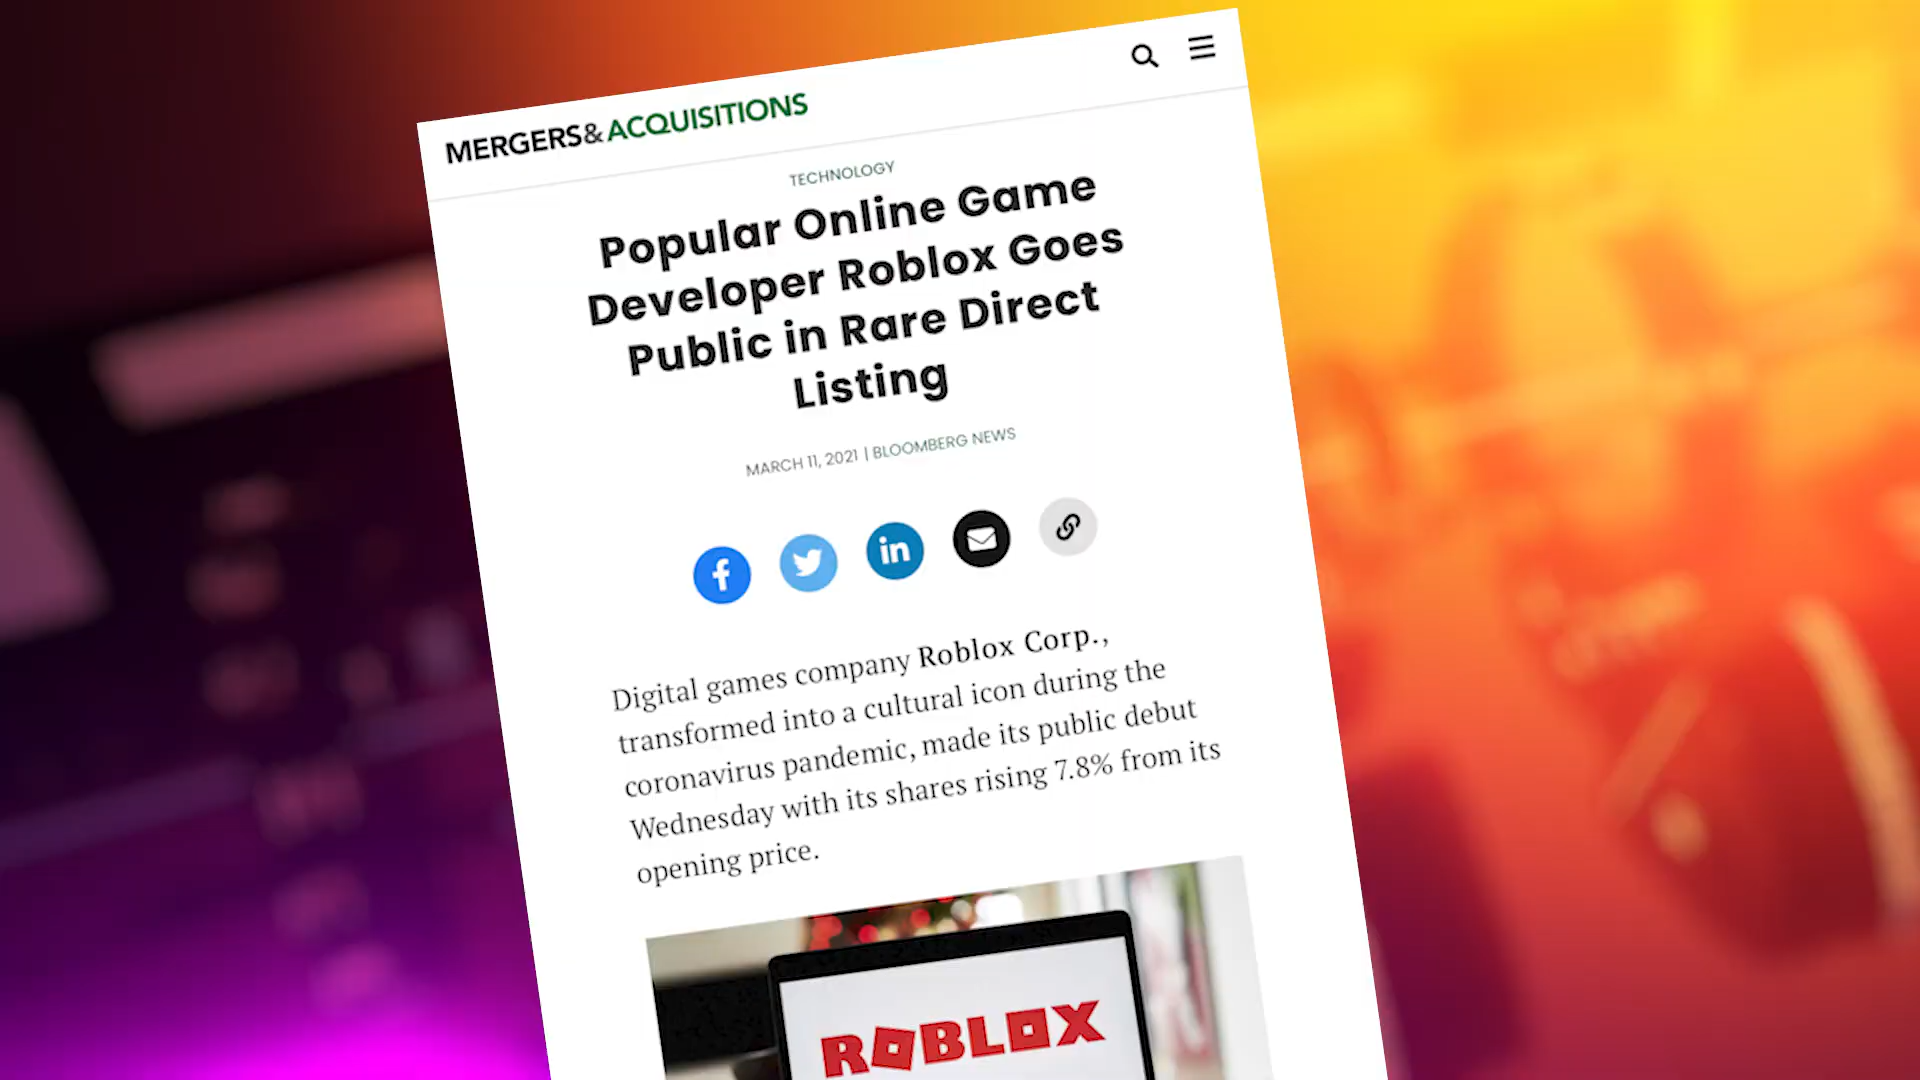 MERGERS&ACQUISITIONS
TECHNOLOGY
Popular Online Game
Developer Roblox Goes
Public in Rare Direct
Listing
MARCH 11, 2021 | BLOOMBERG NEWS
Digital games company Roblox Corp.,
transformed into a cultural icon during the
coronavirus pandemic, made its public debut
Wednesday with its shares rising 7.8% from its
opening price.
ROBLOX